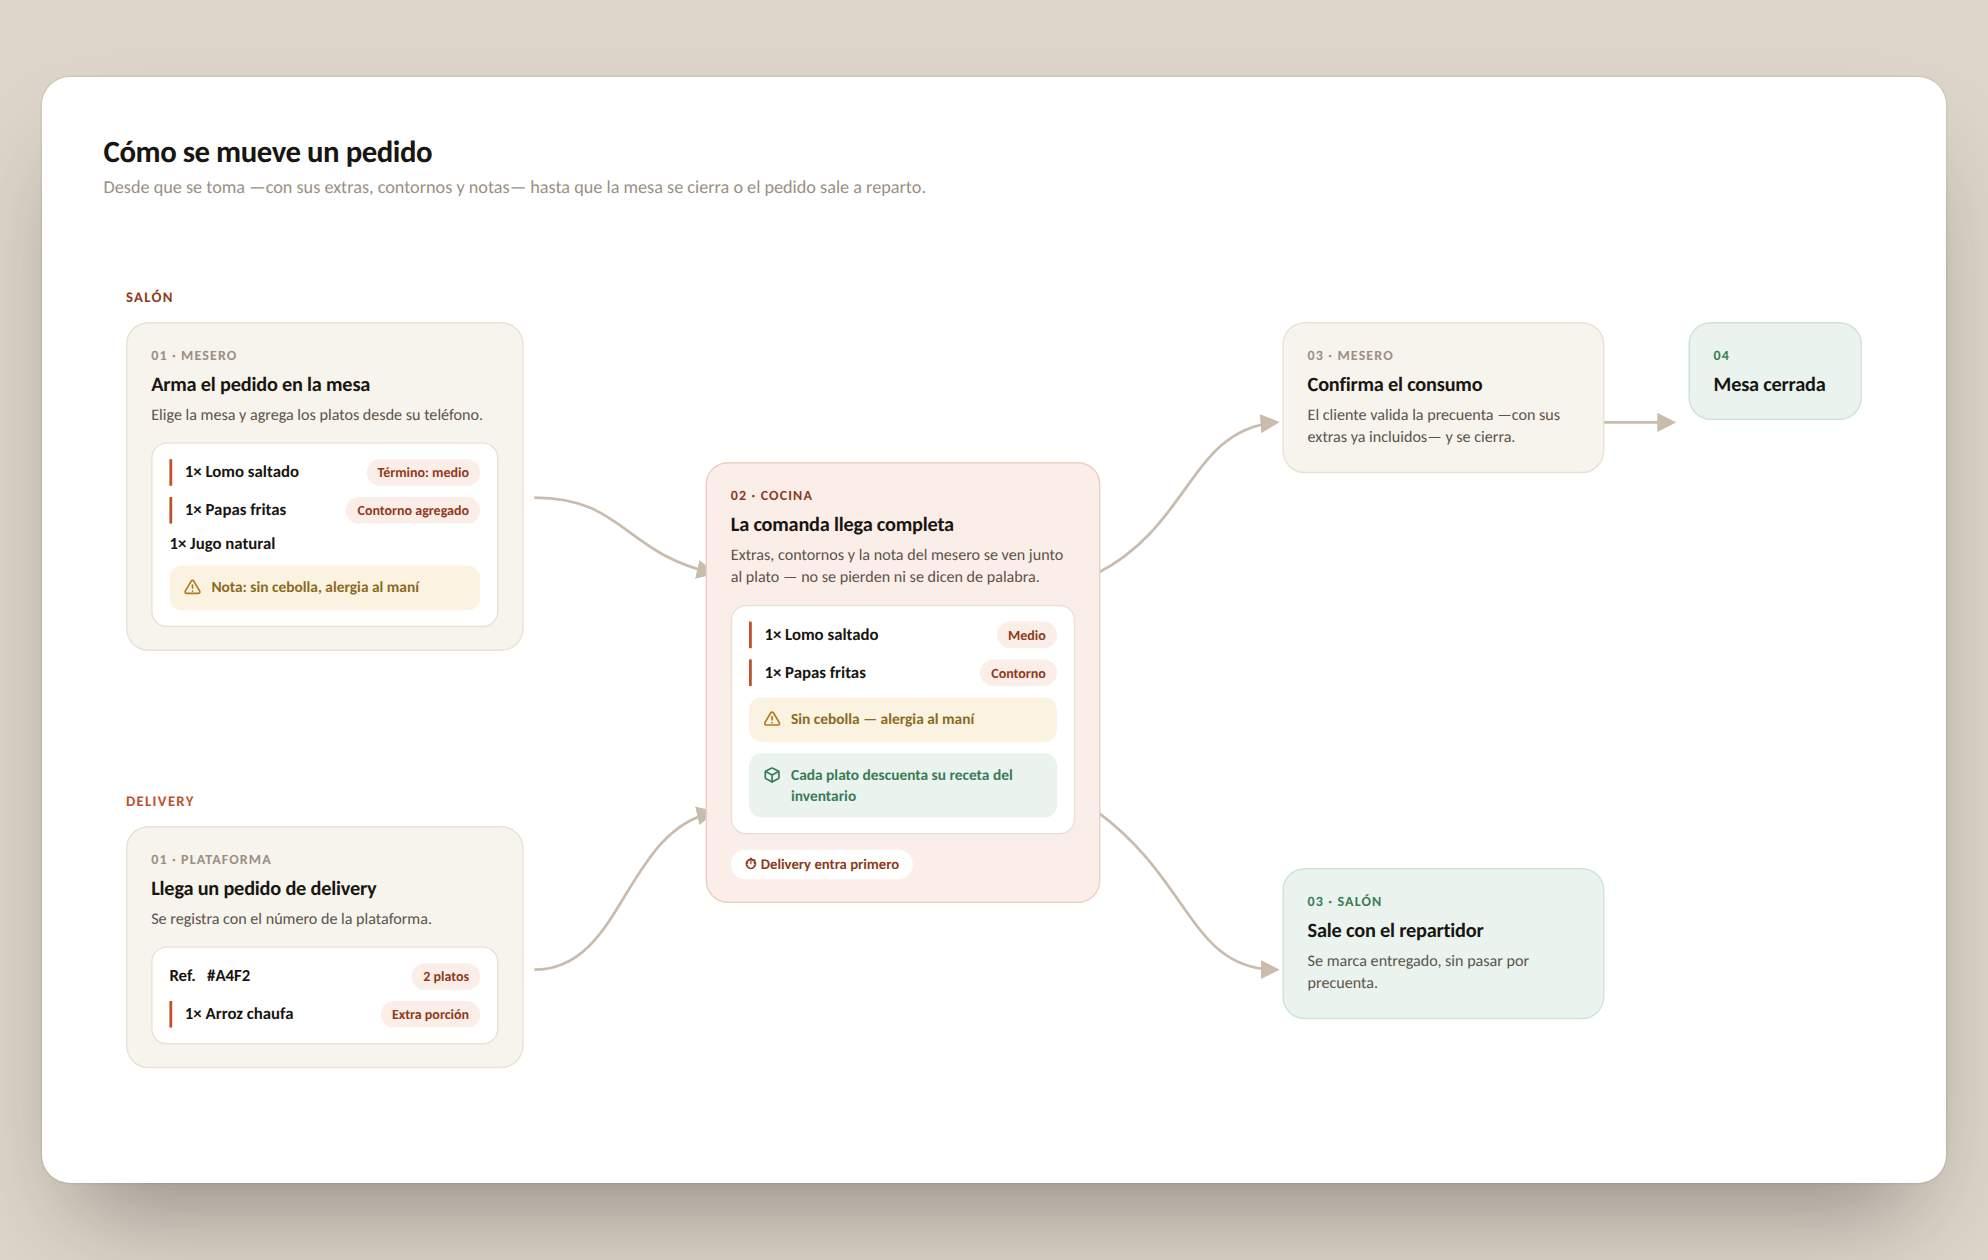 Cómo se mueve un pedido
Desde que se toma —con sus extras, contornos y notas— hasta que la mesa se cierra o el pedido sale a reparto.
SALÓN
01 · MESERO
Arma el pedido en la mesa
Elige la mesa y agrega los platos desde su teléfono.
1× Lomo saltado Término: medio
1× Papas fritas Contorno agregado
1× Jugo natural
Nota: sin cebolla, alergia al maní
DELIVERY
01 · PLATAFORMA
Llega un pedido de delivery
Se registra con el número de la plataforma.
Ref. #A4F2 2 platos
1× Arroz chaufa Extra porción
02 · COCINA
La comanda llega completa
Extras, contornos y la nota del mesero se ven junto
al plato — no se pierden ni se dicen de palabra.
1× Lomo saltado Medio
1× Papas fritas Contorno
Sin cebolla — alergia al maní
Cada plato descuenta su receta del
inventario
⏱ Delivery entra primero
03 · MESERO
Confirma el consumo
El cliente valida la precuenta —con sus
extras ya incluidos— y se cierra.
04
Mesa cerrada
03 · SALÓN
Sale con el repartidor
Se marca entregado, sin pasar por
precuenta.